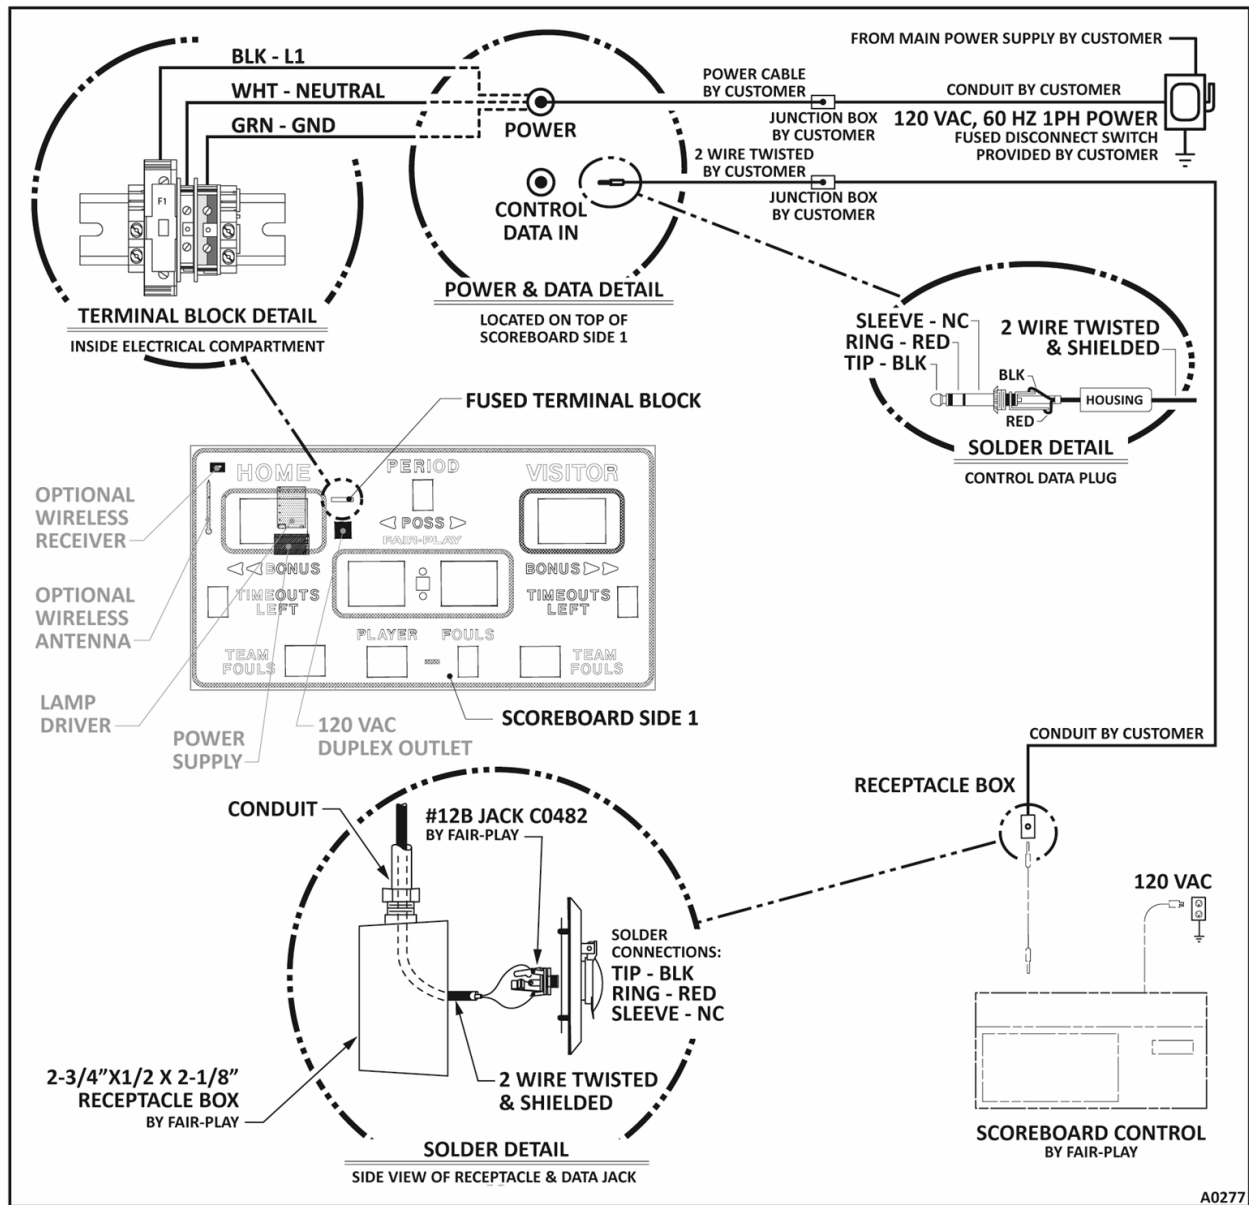 FROM MAIN POWER SUPPLY BY CUSTOMER
BLK - L1
WHT - NEUTRAL
GRN - GND
POWER CABLE
BY CUSTOMER
CONDUIT BY CUSTOMER
POWER
JUNCTION BOX
BY CUSTOMER
120 VAC, 60 HZ 1PH POWER
FUSED DISCONNECT SWITCH
PROVIDED BY CUSTOMER
2 WIRE TWISTED
BY CUSTOMER
JUNCTION BOX
BY CUSTOMER
F1
CONTROL
DATA IN
POWER & DATA DETAIL
LOCATED ON TOP OF
SCOREBOARD SIDE 1
TERMINAL BLOCK DETAIL
INSIDE ELECTRICAL COMPARTMENT
SLEEVE - NC
RING - RED
TIP - BLK
2 WIRE TWISTED
& SHIELDED
BLK
RED
HOUSING
SOLDER DETAIL
CONTROL DATA PLUG
FUSED TERMINAL BLOCK
HOME
PERIOD
VISITOR
POSS
FAIR-PLAY
BONUS
BONUS
TIMEOUTS
LEFT
TIMEOUTS
LEFT
PLAYER
FOULS
TEAM
FOULS
TEAM
FOULS
OPTIONAL
WIRELESS
RECEIVER
OPTIONAL
WIRELESS
ANTENNA
LAMP
DRIVER
POWER
SUPPLY
120 VAC
DUPLEX OUTLET
SCOREBOARD SIDE 1
CONDUIT BY CUSTOMER
RECEPTACLE BOX
120 VAC
CONDUIT
#12B JACK C0482
BY FAIR-PLAY
SOLDER
CONNECTIONS:
TIP - BLK
RING - RED
SLEEVE - NC
2-3/4”X1/2 X 2-1/8”
RECEPTACLE BOX
BY FAIR-PLAY
2 WIRE TWISTED
& SHIELDED
SOLDER DETAIL
SIDE VIEW OF RECEPTACLE & DATA JACK
SCOREBOARD CONTROL
BY FAIR-PLAY
A0277